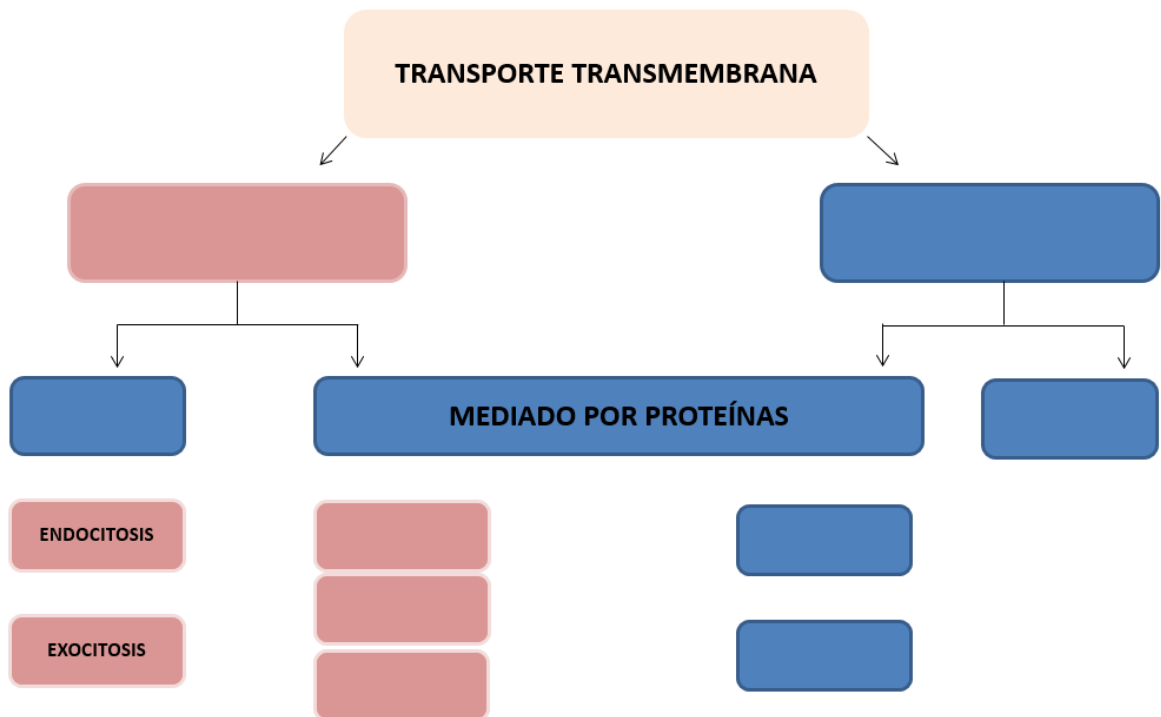 TRANSPORTE TRANSMEMBRANA
MEDIADO POR PROTEÍNAS
ENDOCITOSIS
EXOCITOSIS